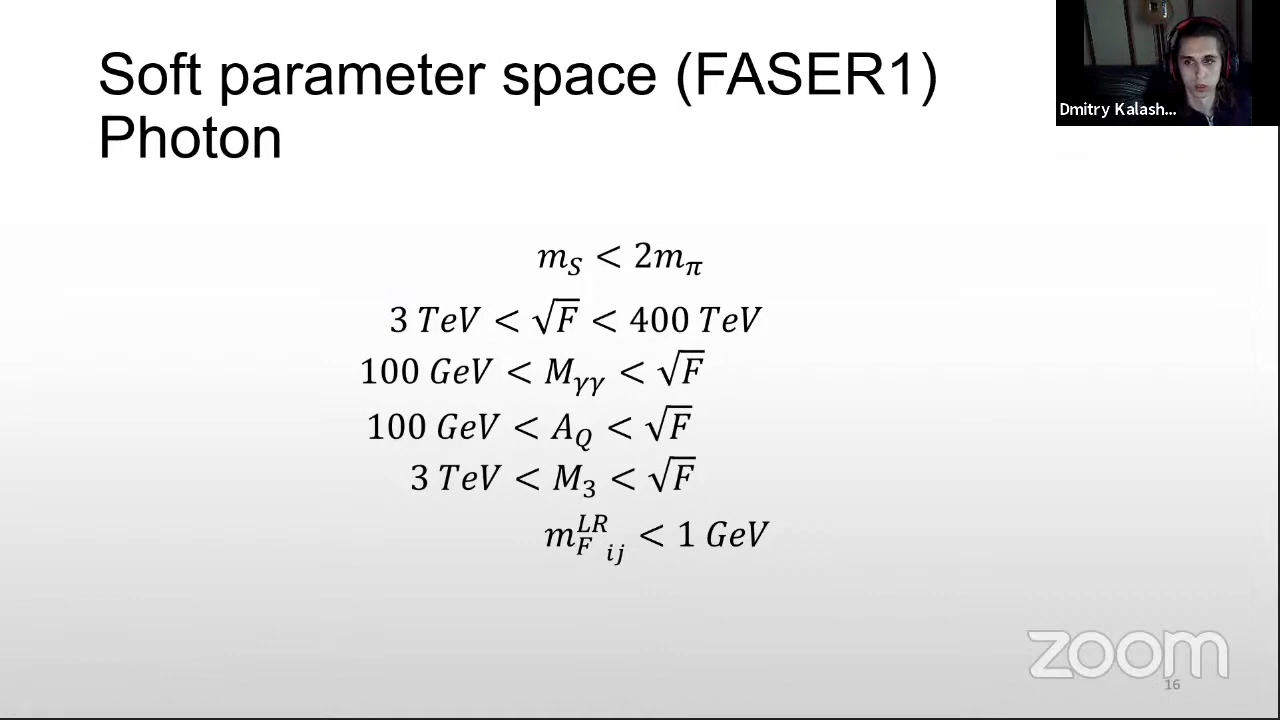 Soft parameter space (FASER1)
Photon
Dmitry Kalash...
𝑚_𝑆 < 2𝑚_𝜋
3 𝑇𝑒𝑉 < √𝐹 < 400 𝑇𝑒𝑉
100 𝐺𝑒𝑉 < 𝑀_𝛾𝛾 < √𝐹
100 𝐺𝑒𝑉 < 𝐴_𝑄 < √𝐹
3 𝑇𝑒𝑉 < 𝑀_3 < √𝐹
𝑚_𝐹^𝐿𝑅_𝑖𝑗 < 1 𝐺𝑒𝑉
zoom
16